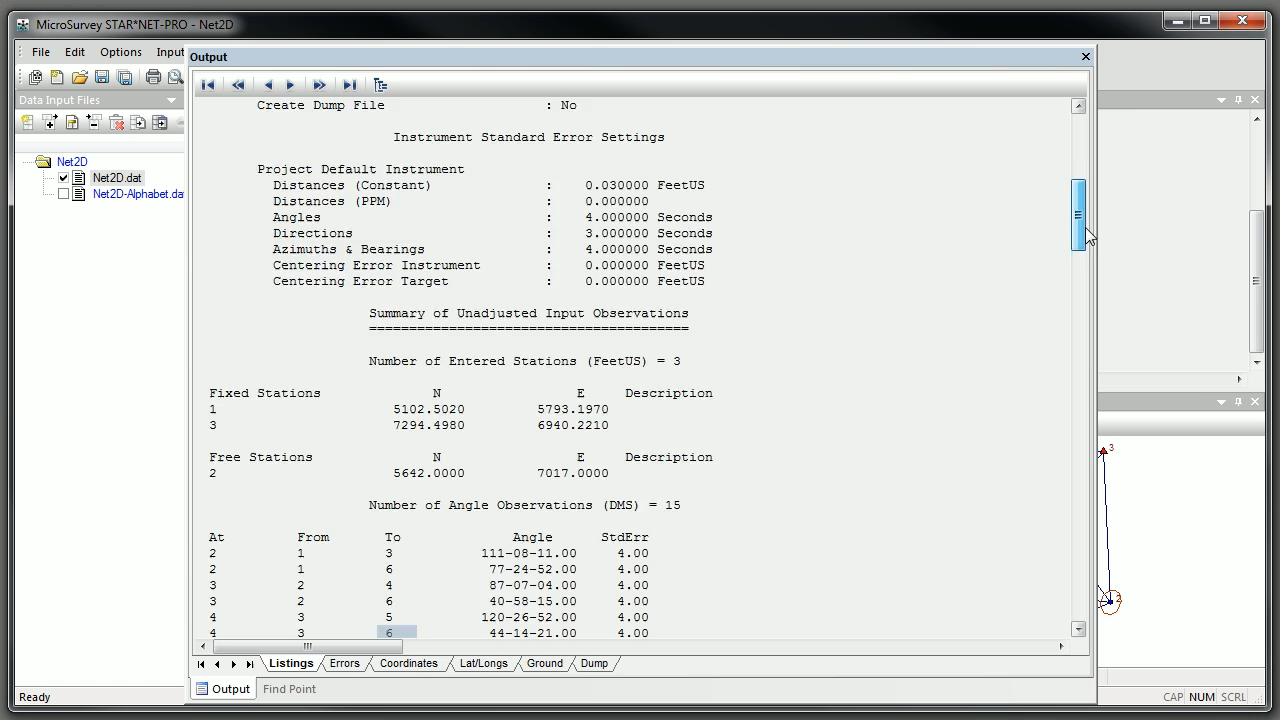 MicroSurvey STAR*NET-PRO - Net2D
File Edit Options Input
Output
Data Input Files
Net2D
Net2D.dat
Net2D-Alphabet.dat
Create Dump File : No
Instrument Standard Error Settings
Project Default Instrument
Distances (Constant) : 0.030000 FeetUS
Distances (PPM) : 0.000000
Angles : 4.000000 Seconds
Directions : 3.000000 Seconds
Azimuths & Bearings : 4.000000 Seconds
Centering Error Instrument : 0.000000 FeetUS
Centering Error Target : 0.000000 FeetUS
Summary of Unadjusted Input Observations
========================================
Number of Entered Stations (FeetUS) = 3
Fixed Stations N E Description
1 5102.5020 5793.1970
3 7294.4980 6940.2210
Free Stations N E Description
2 5642.0000 7017.0000
Number of Angle Observations (DMS) = 15
At From To Angle StdErr
2 1 3 111-08-11.00 4.00
2 1 6 77-24-52.00 4.00
3 2 4 87-07-04.00 4.00
3 2 6 40-58-15.00 4.00
4 3 5 120-26-52.00 4.00
4 3 6 44-14-21.00 4.00
3
2
Listings Errors Coordinates Lat/Longs Ground Dump
Output Find Point
Ready CAP NUM SCRL